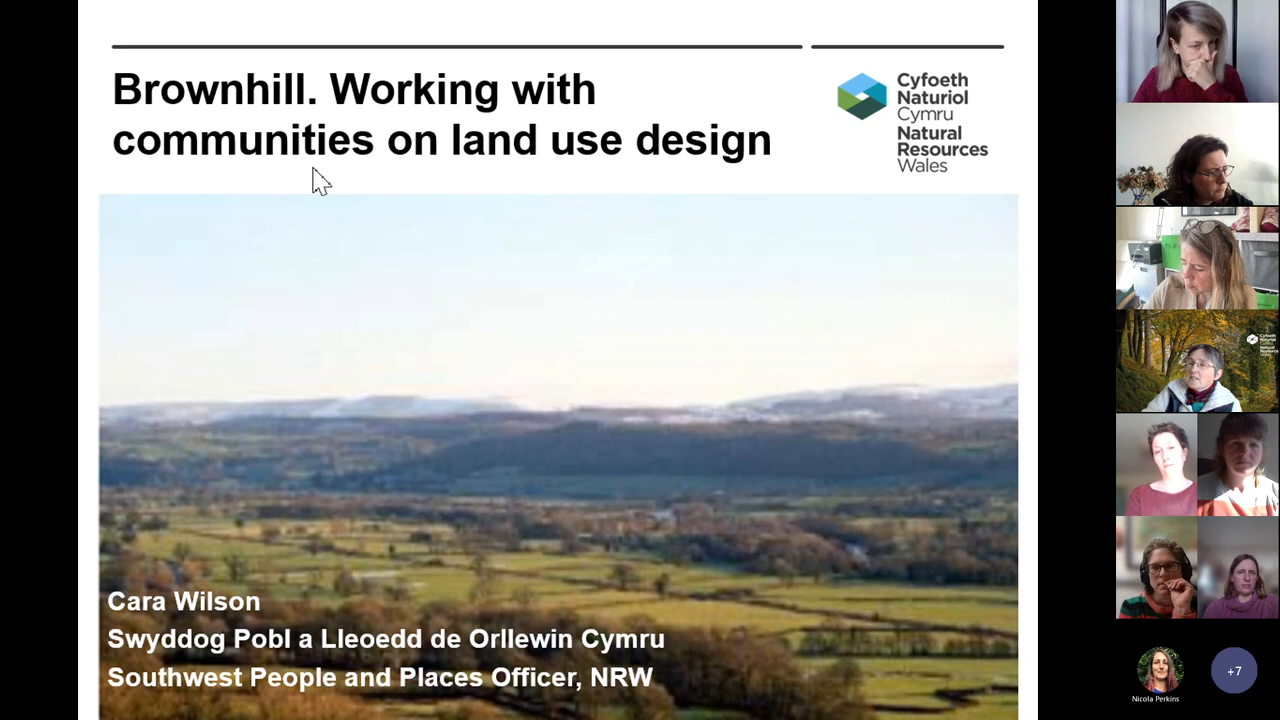 Brownhill. Working with
communities on land use design
Cyfoeth
Naturiol
Cymru
Natural
Resources
Wales
Cara Wilson
Swyddog Pobl a Lleoedd de Orllewin Cymru
Southwest People and Places Officer, NRW
Nicola Perkins
+7